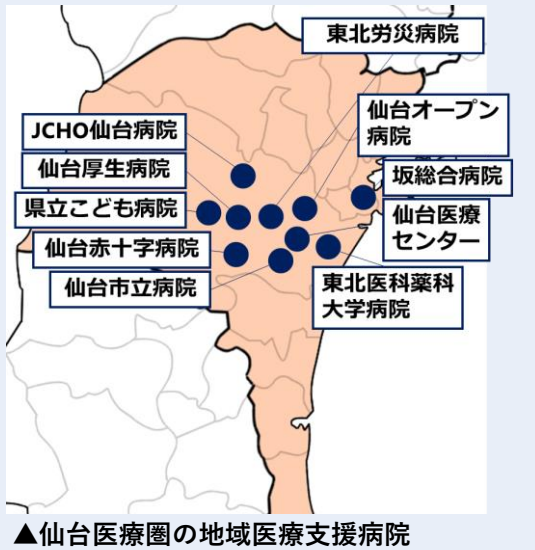 東北労災病院
仙台オープン
病院
JCHO仙台病院
仙台厚生病院
坂総合病院
県立こども病院
仙台医療
センター
仙台赤十字病院
仙台市立病院
東北医科薬科
大学病院
▲仙台医療圏の地域医療支援病院